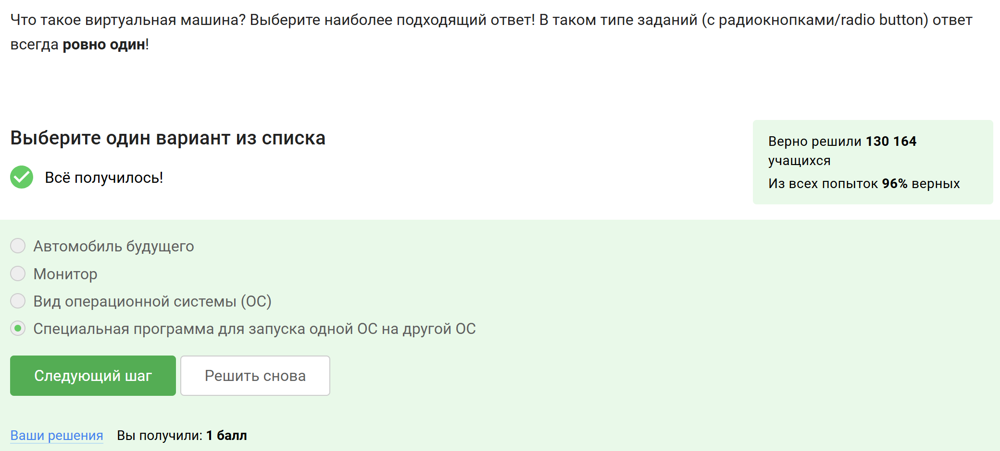 Что такое виртуальная машина? Выберите наиболее подходящий ответ! В таком типе заданий (с радиокнопками/radio button) ответ
всегда ровно один!
Выберите один вариант из списка
Всё получилось!
Верно решили 130 164
учащихся
Из всех попыток 96% верных
Автомобиль будущего
Монитор
Вид операционной системы (ОС)
Специальная программа для запуска одной ОС на другой ОС
Следующий шаг
Решить снова
Ваши решения Вы получили: 1 балл